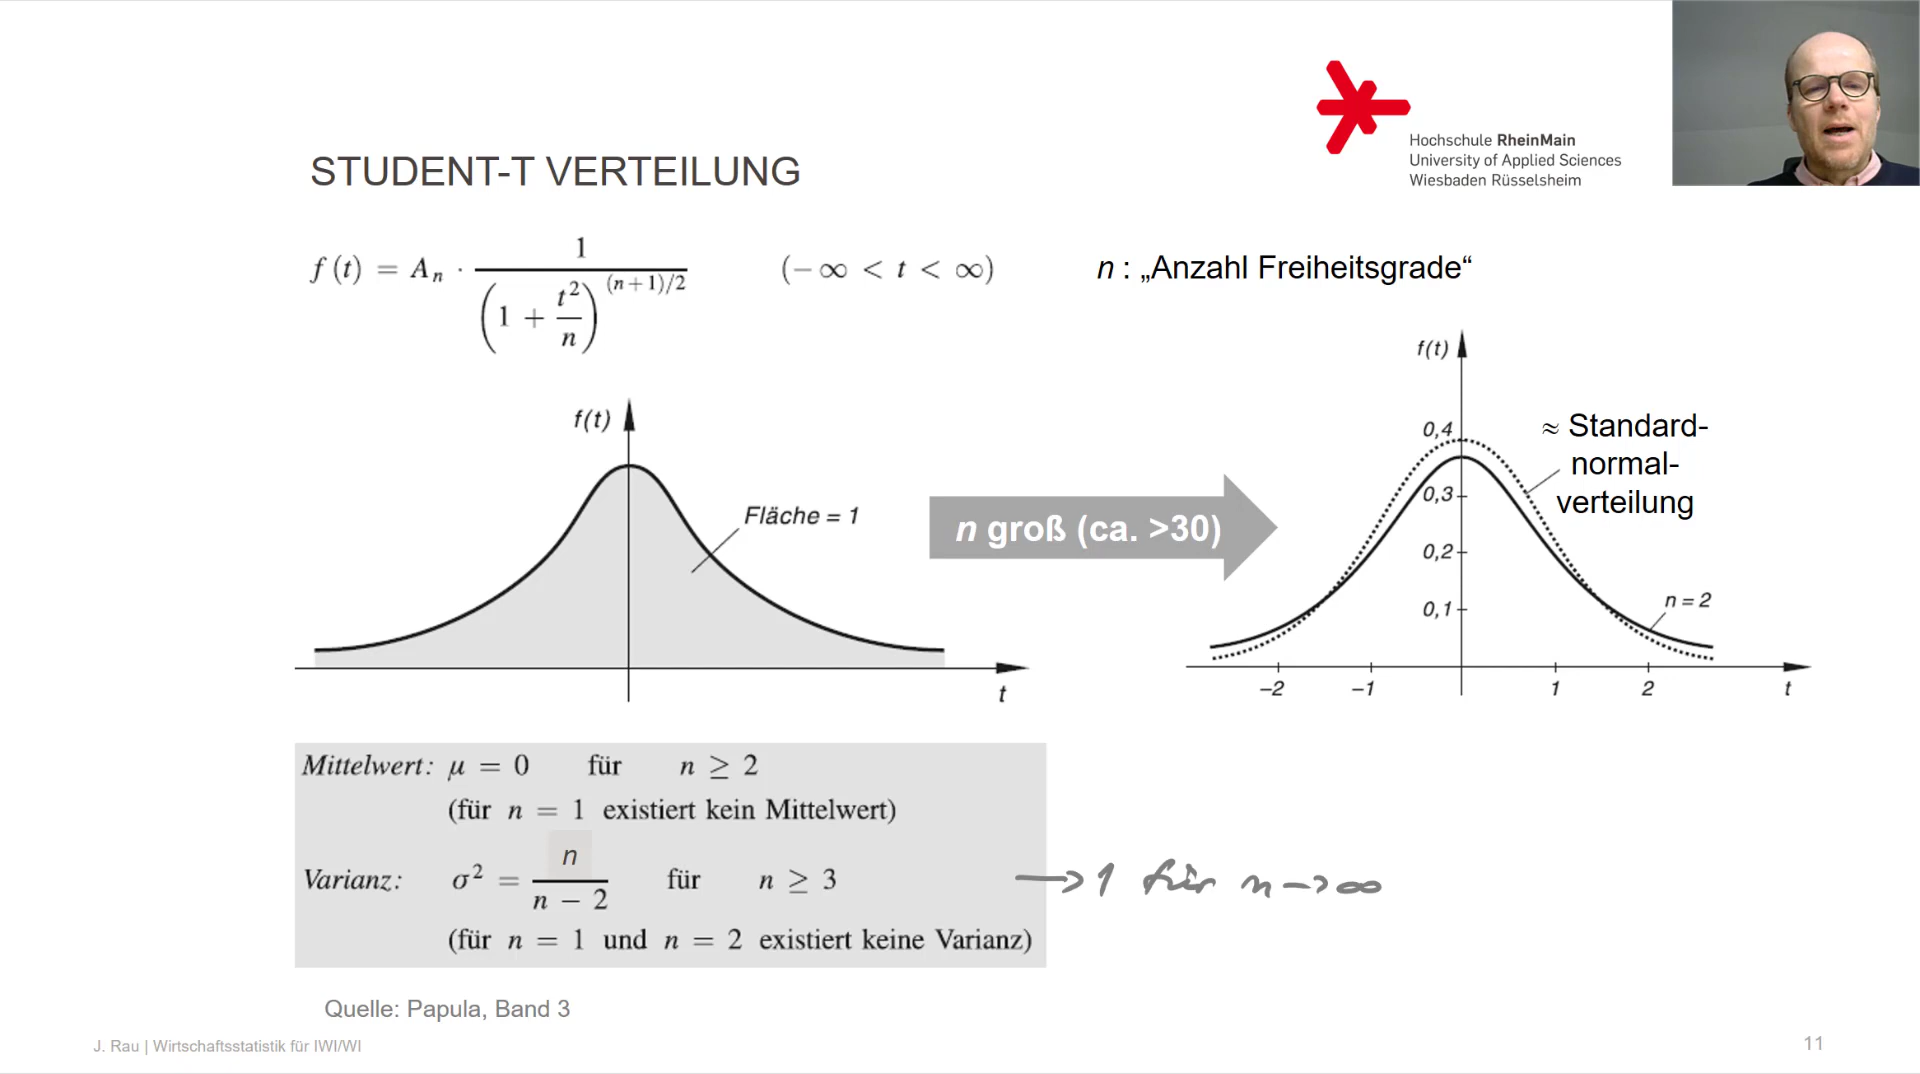 Hochschule RheinMain
University of Applied Sciences
Wiesbaden Rüsselsheim
STUDENT-T VERTEILUNG
f (t) = Aₙ · 1 / (1 + t²/n)^((n+1)/2) (−∞ < t < ∞) n : „Anzahl Freiheitsgrade“
f(t)
Fläche = 1
t
n groß (ca. >30)
f(t)
0,4
0,3
0,2
0,1
−2 −1 1 2 t
≈ Standard-
normal-
verteilung
n = 2
Mittelwert: μ = 0 für n ≥ 2
(für n = 1 existiert kein Mittelwert)
Varianz: σ² = n / (n − 2) für n ≥ 3 → 1 für n → ∞
(für n = 1 und n = 2 existiert keine Varianz)
Quelle: Papula, Band 3
J. Rau | Wirtschaftsstatistik für IWI/WI
11